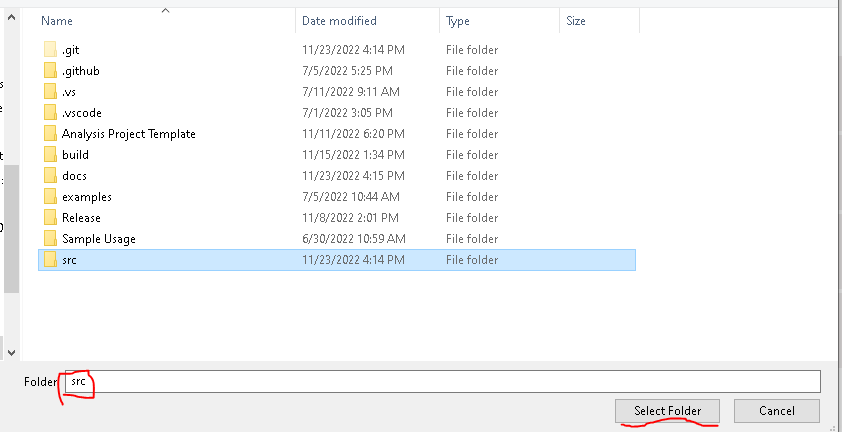 Name Date modified Type Size
.git 11/23/2022 4:14 PM File folder
.github 7/5/2022 5:25 PM File folder
.vs 7/11/2022 9:11 AM File folder
.vscode 7/1/2022 3:05 PM File folder
Analysis Project Template 11/11/2022 6:20 PM File folder
build 11/15/2022 1:34 PM File folder
docs 11/23/2022 4:15 PM File folder
examples 7/5/2022 10:44 AM File folder
Release 11/8/2022 2:01 PM File folder
Sample Usage 6/30/2022 10:59 AM File folder
src 11/23/2022 4:14 PM File folder
Folder src
Select Folder Cancel